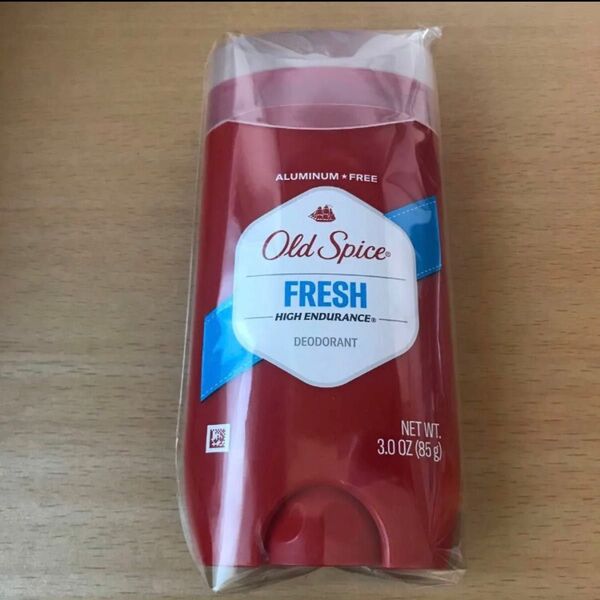 ALUMINUM ★ FREE
Old Spice®
FRESH
HIGH ENDURANCE®
DEODORANT
NET WT.
3.0 OZ (85 g)